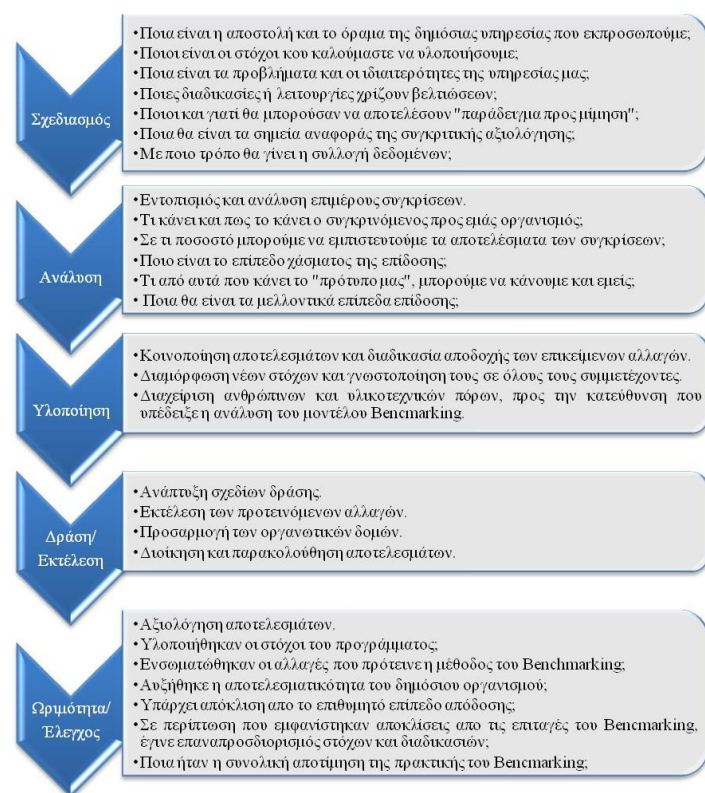 Σχεδιασμός
•Ποια είναι η αποστολή και το όραμα της δημόσιας υπηρεσίας που εκπροσωπούμε;
•Ποιοι είναι οι στόχοι κου καλούμαστε να υλοποιήσουμε;
•Ποια είναι τα προβλήματα και οι ιδιαιτερότητες της υπηρεσίας μας;
•Ποιες διαδικασίες ή λειτουργίες χρίζουν βελτιώσεων;
•Ποιοι και γιατί θα μπορούσαν να αποτελέσουν "παράδειγμα προς μίμηση";
•Ποια θα είναι τα σημεία αναφοράς της συγκριτικής αξιολόγησης;
•Με ποιο τρόπο θα γίνει η συλλογή δεδομένων;
Ανάλυση
•Εντοπισμός και ανάλυση επιμέρους συγκρίσεων.
•Τι κάνει και πως το κάνει ο συγκρινόμενος προς εμάς οργανισμός;
•Σε τι ποσοστό μπορούμε να εμπιστευτούμε τα αποτελέσματα των συγκρίσεων;
•Ποιο είναι το επίπεδο χάσματος της επίδοσης;
•Τι από αυτά που κάνει το "πρότυπο μας", μπορούμε να κάνουμε και εμείς;
• Ποια θα είναι τα μελλοντικά επίπεδα επίδοσης;
Υλοποίηση
•Κοινοποίηση αποτελεσμάτων και διαδικασία αποδοχής των επικείμενων αλλαγών.
•Διαμόρφωση νέων στόχων και γνωστοποίηση τους σε όλους τους συμμετέχοντες.
•Διαχείριση ανθρώπινων και υλικοτεχνικών πόρων, προς την κατεύθυνση που
υπέδειξε η ανάλυση του μοντέλου Bencmarking.
Δράση/
Εκτέλεση
•Ανάπτυξη σχεδίων δράσης.
•Εκτέλεση των προτεινόμενων αλλαγών.
•Προσαρμογή των οργανωτικών δομών.
•Διοίκηση και παρακολούθηση αποτελεσμάτων.
Ωριμότητα/
Έλεγχος
•Αξιολόγηση αποτελεσμάτων.
•Υλοποιήθηκαν οι στόχοι του προγράμματος;
•Ενσωματώθηκαν οι αλλαγές που πρότεινε η μέθοδος του Benchmarking;
•Αυξήθηκε η αποτελεσματικότητα του δημόσιου οργανισμού;
•Υπάρχει απόκλιση απο το επιθυμητό επίπεδο απόδοσης;
•Σε περίπτωση που εμφανίστηκαν αποκλίσεις απο τις επιταγές του Bencmarking,
έγινε επαναπροσδιορισμός στόχων και διαδικασιών;
•Ποια ήταν η συνολική αποτίμηση της πρακτικής του Bencmarking;